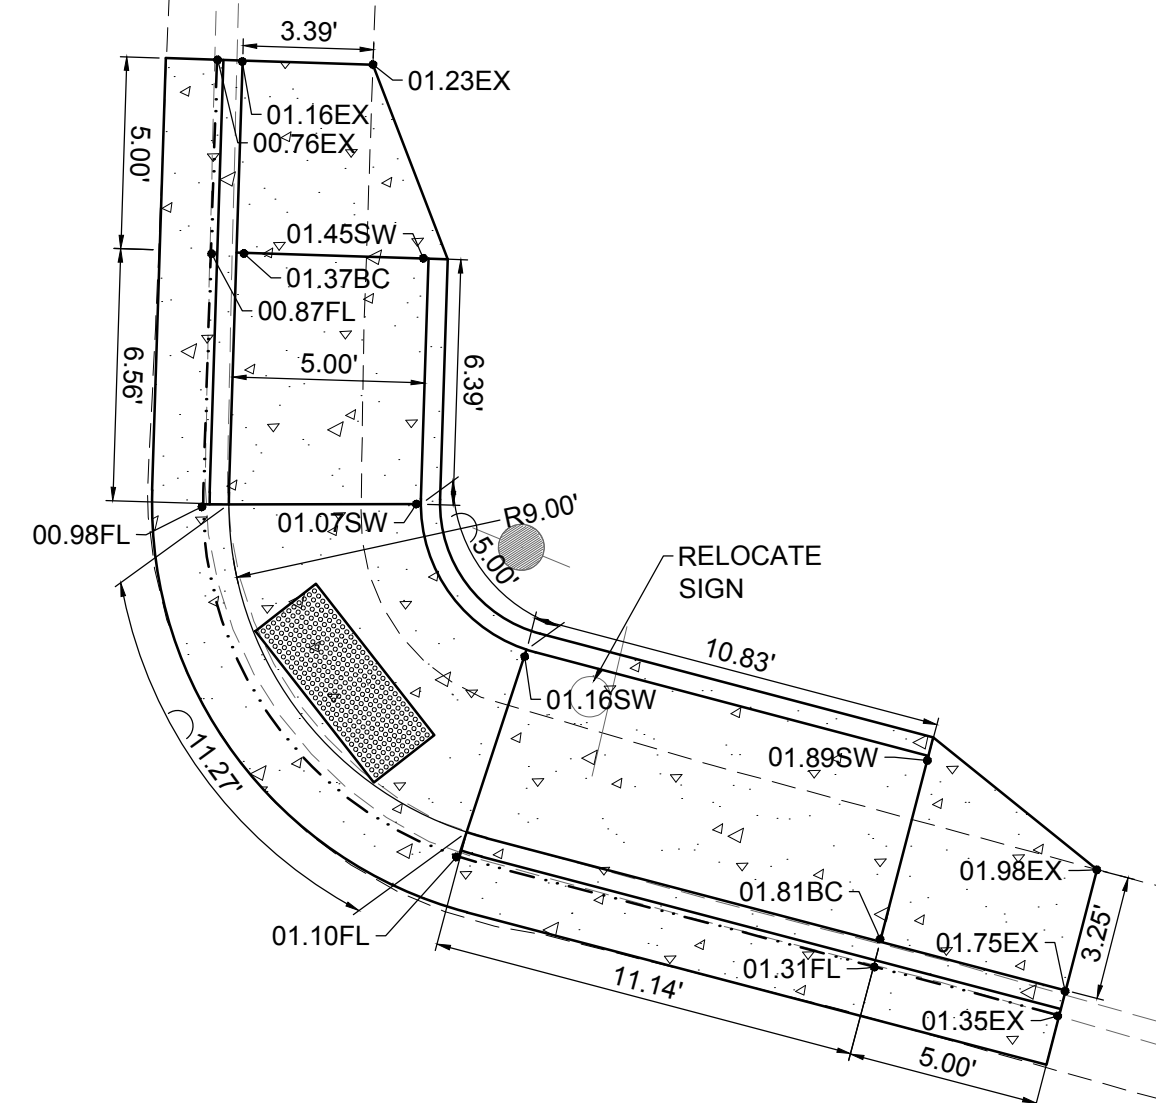 3.39'
01.23EX
01.16EX
00.76EX
5.00'
01.45SW
01.37BC
00.87FL
6.56'
5.00'
6.39'
00.98FL
01.07SW
R9.00'
5.00'
RELOCATE
SIGN
10.83'
01.16SW
11.27'
01.89SW
01.98EX
01.81BC
3.25'
01.10FL
01.75EX
01.31FL
11.14'
01.35EX
5.00'